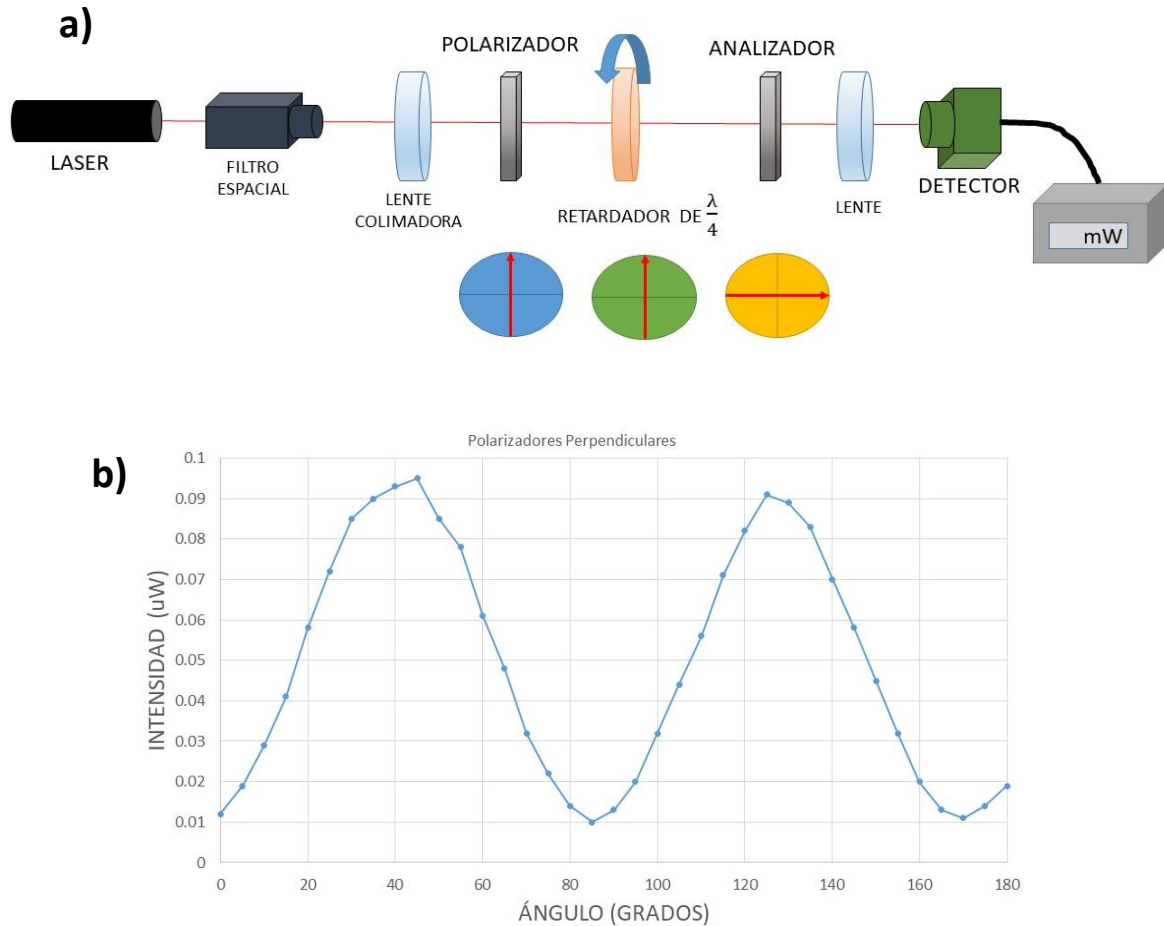 a)
POLARIZADOR
ANALIZADOR
LASER
FILTRO
ESPACIAL
LENTE
COLIMADORA
RETARDADOR DE λ/4
LENTE
DETECTOR
mW
b)
Polarizadores Perpendiculares
INTENSIDAD (uW)
0.1
0.09
0.08
0.07
0.06
0.05
0.04
0.03
0.02
0.01
0
0 20 40 60 80 100 120 140 160 180
ÁNGULO (GRADOS)